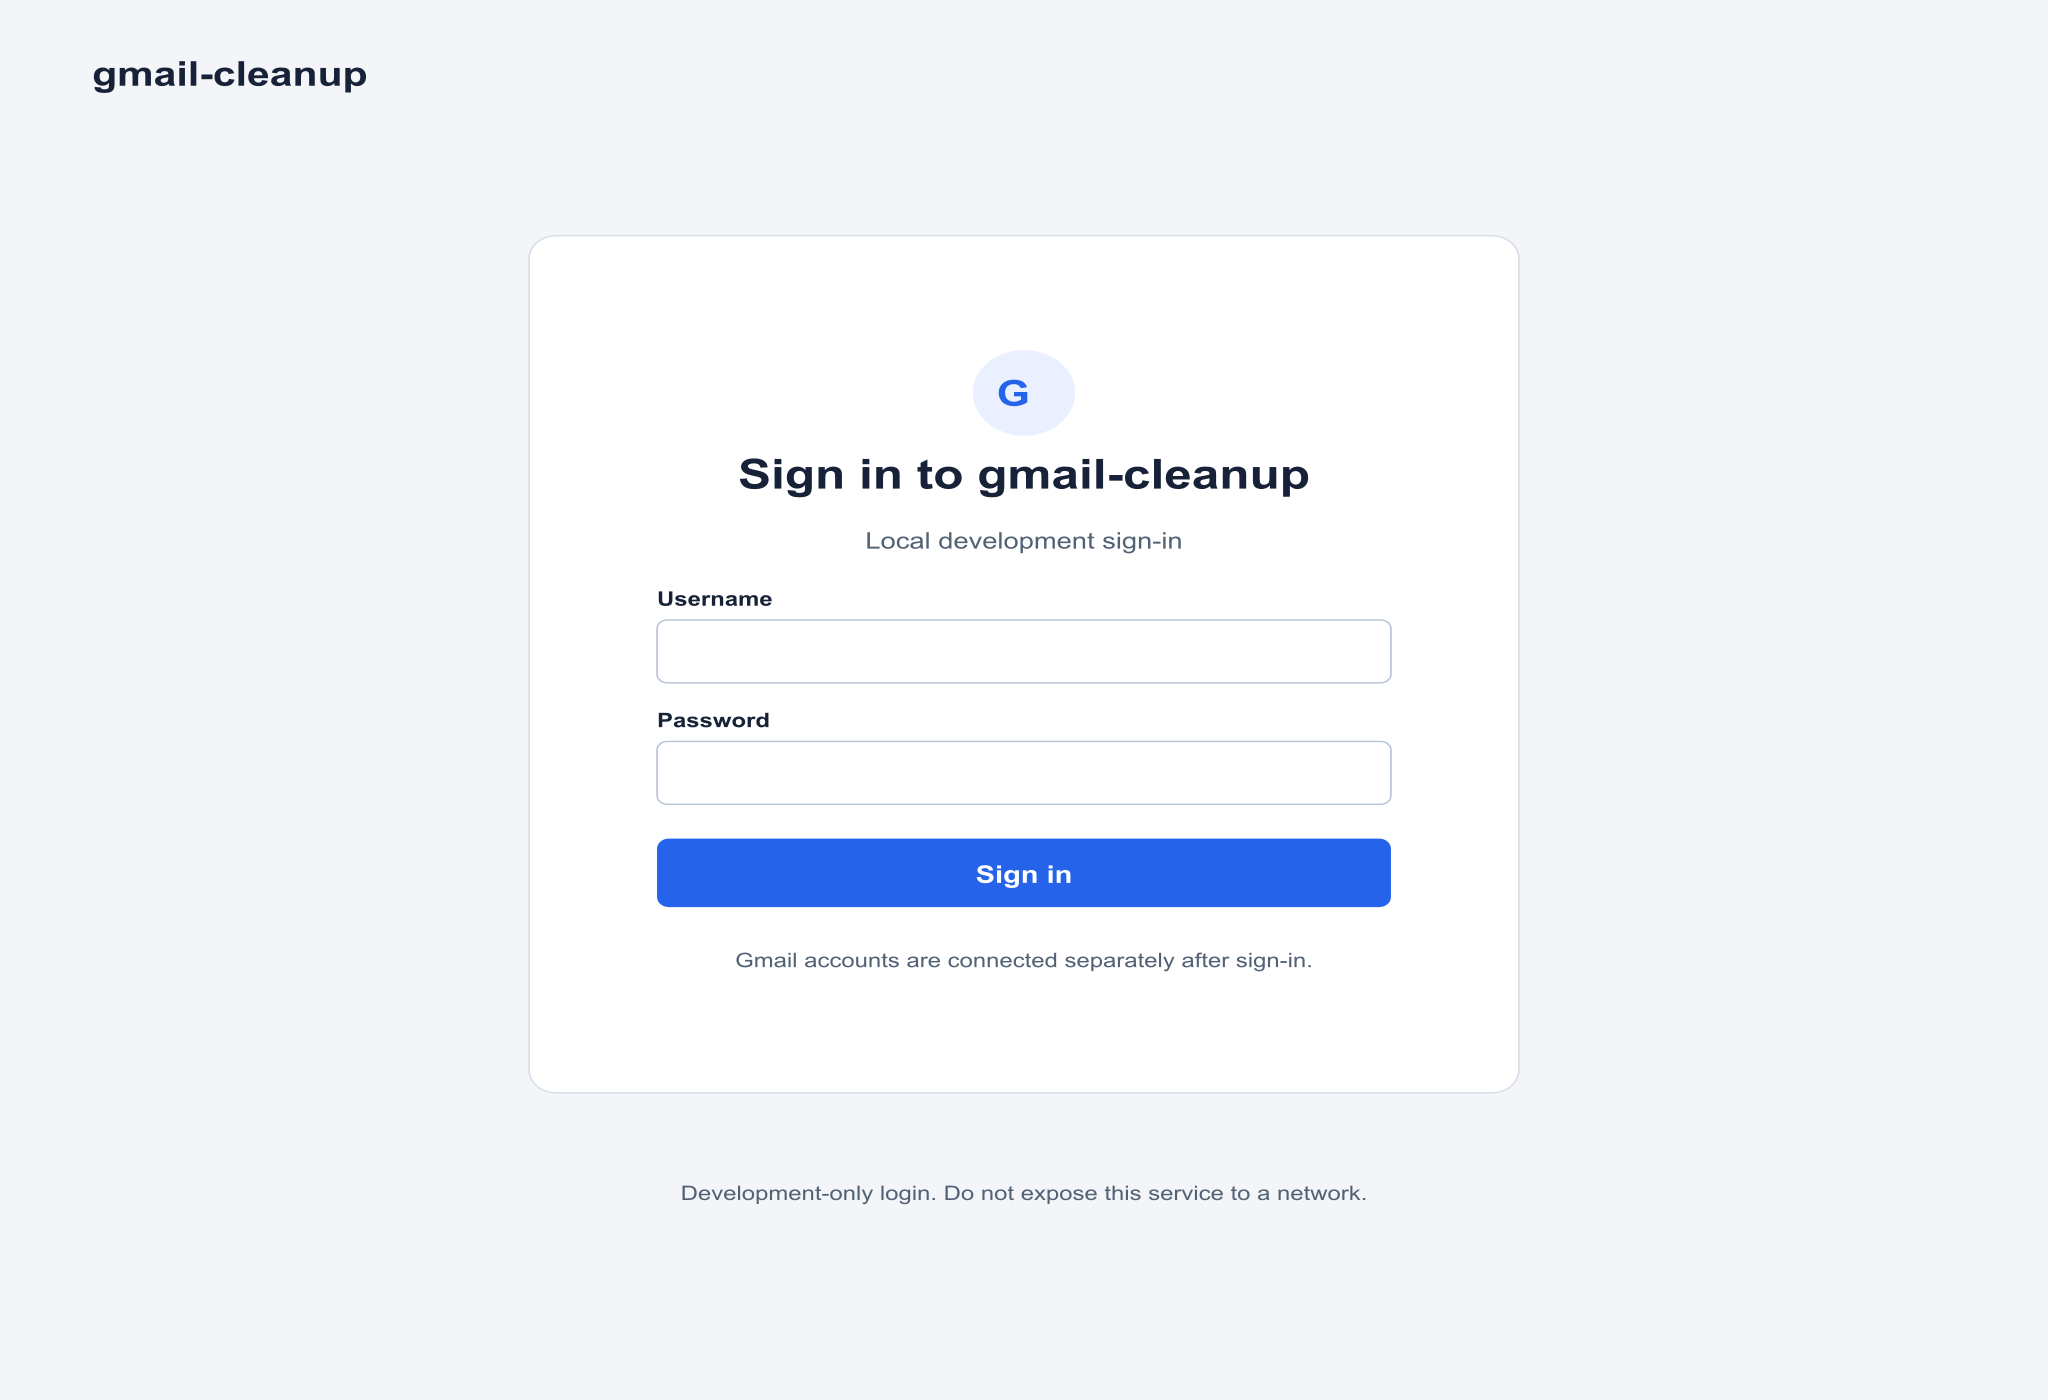 gmail-cleanup
G
Sign in to gmail-cleanup
Local development sign-in
Username
Password
Sign in
Gmail accounts are connected separately after sign-in.
Development-only login. Do not expose this service to a network.